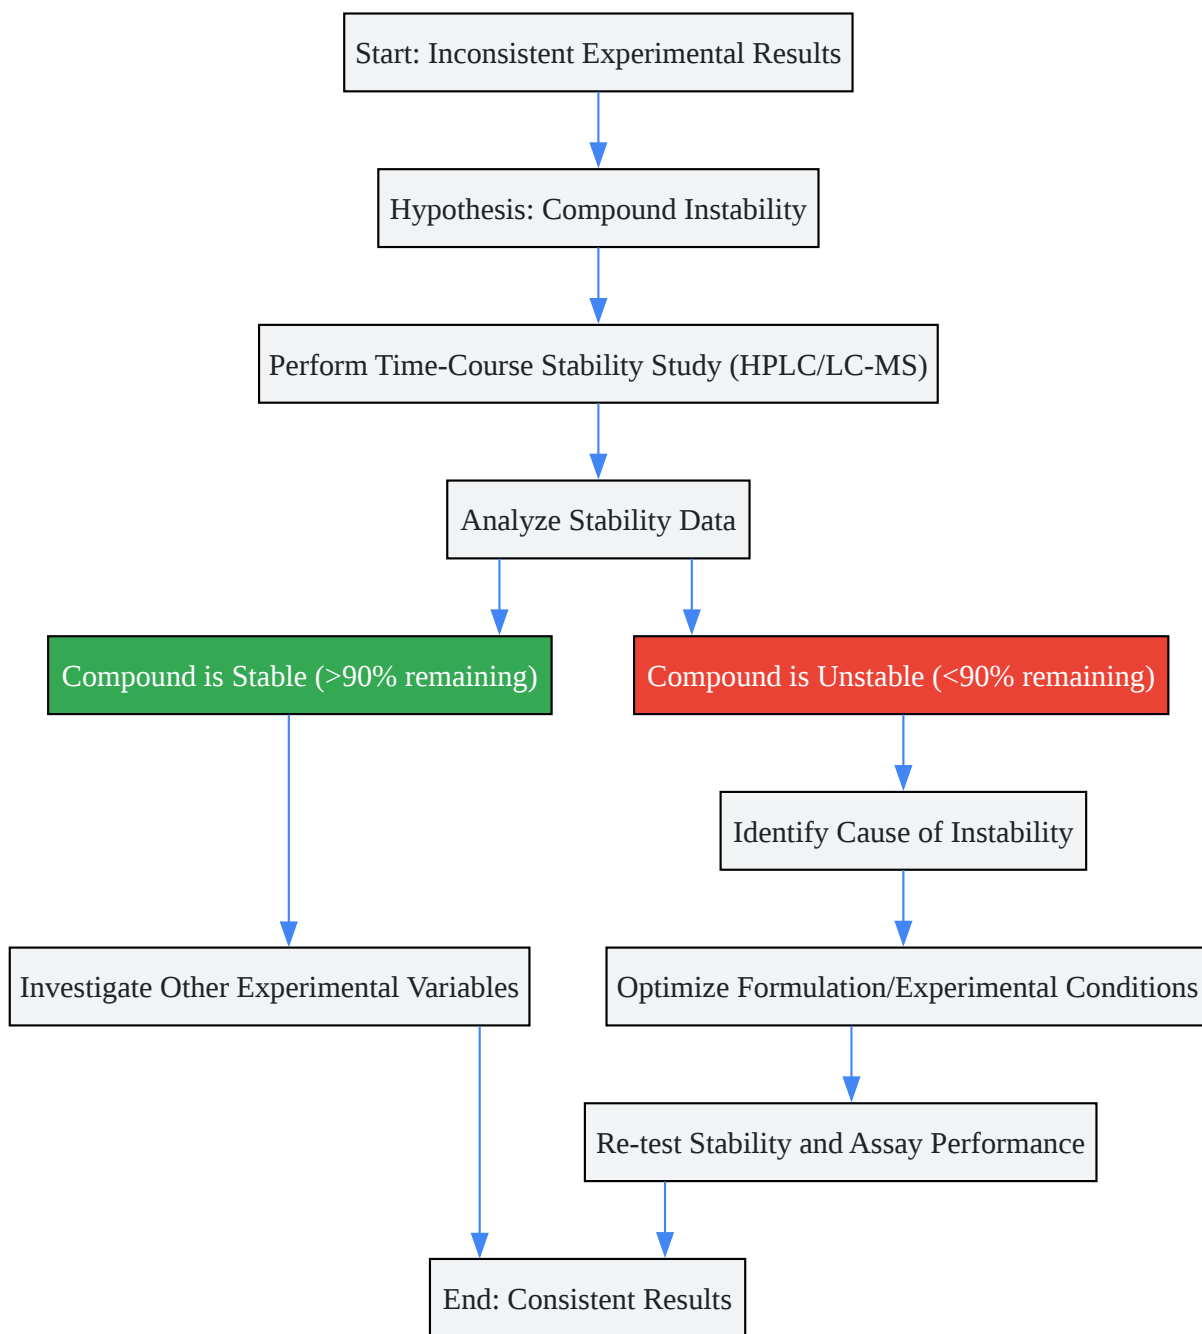 Start: Inconsistent Experimental Results
Hypothesis: Compound Instability
Perform Time-Course Stability Study (HPLC/LC-MS)
Analyze Stability Data
Compound is Stable (>90% remaining)
Compound is Unstable (<90% remaining)
Identify Cause of Instability
Investigate Other Experimental Variables
Optimize Formulation/Experimental Conditions
Re-test Stability and Assay Performance
End: Consistent Results